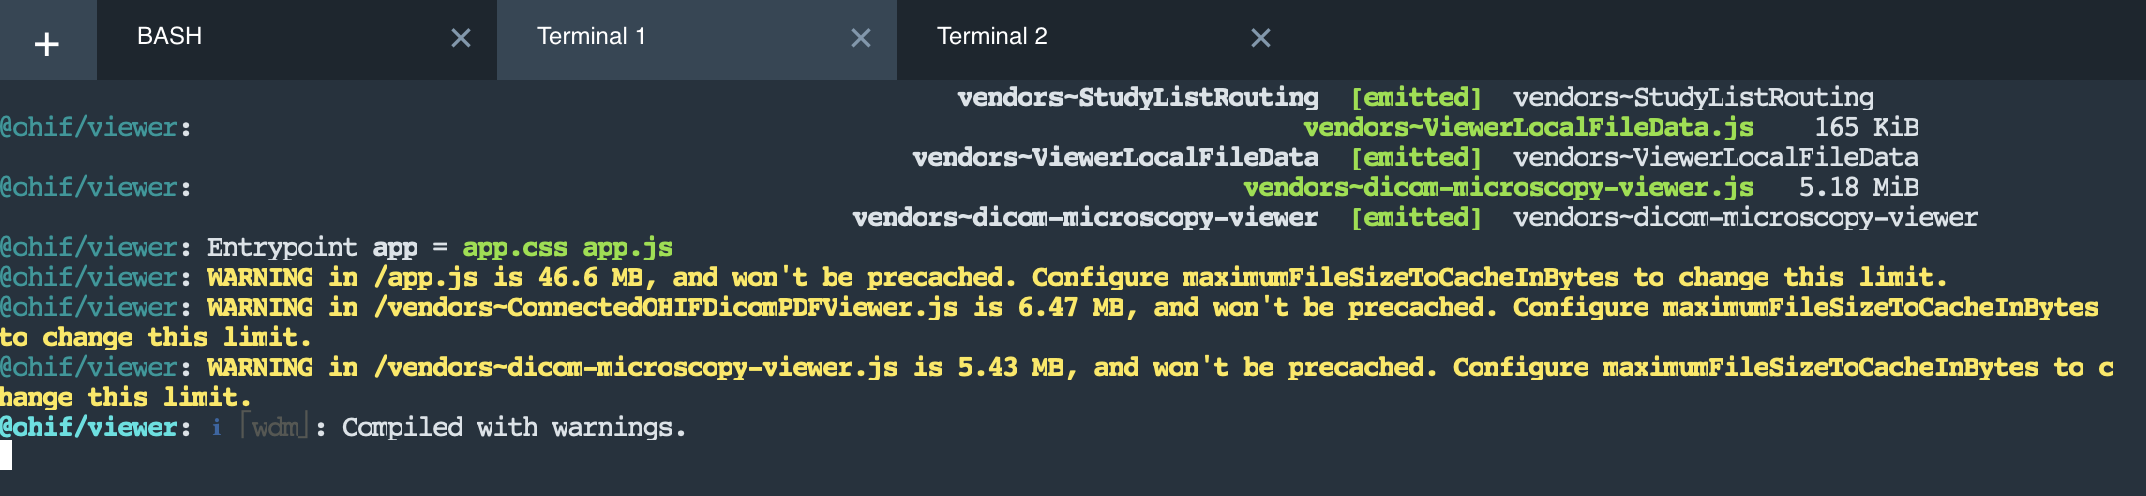 + BASH × Terminal 1 × Terminal 2 ×
vendors~StudyListRouting [emitted] vendors~StudyListRouting
@ohif/viewer: vendors~ViewerLocalFileData.js 165 KiB
vendors~ViewerLocalFileData [emitted] vendors~ViewerLocalFileData
@ohif/viewer: vendors~dicom-microscopy-viewer.js 5.18 MiB
vendors~dicom-microscopy-viewer [emitted] vendors~dicom-microscopy-viewer
@ohif/viewer: Entrypoint app = app.css app.js
@ohif/viewer: WARNING in /app.js is 46.6 MB, and won't be precached. Configure maximumFileSizeToCacheInBytes to change this limit.
@ohif/viewer: WARNING in /vendors~ConnectedOHIFDicomPDFViewer.js is 6.47 MB, and won't be precached. Configure maximumFileSizeToCacheInBytes
to change this limit.
@ohif/viewer: WARNING in /vendors~dicom-microscopy-viewer.js is 5.43 MB, and won't be precached. Configure maximumFileSizeToCacheInBytes to c
hange this limit.
@ohif/viewer: i ｢wdm｣: Compiled with warnings.